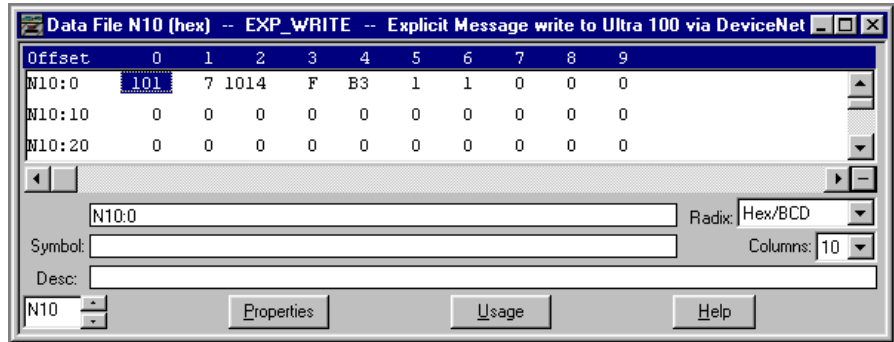 Data File N10 (hex) -- EXP_WRITE -- Explicit Message write to Ultra 100 via DeviceNet
Offset 0 1 2 3 4 5 6 7 8 9
N10:0 101 7 1014 F B3 1 1 0 0 0
N10:10 0 0 0 0 0 0 0 0 0 0
N10:20 0 0 0 0 0 0 0 0 0 0
N10:0 Radix: Hex/BCD
Symbol: Columns: 10
Desc:
N10 Properties Usage Help